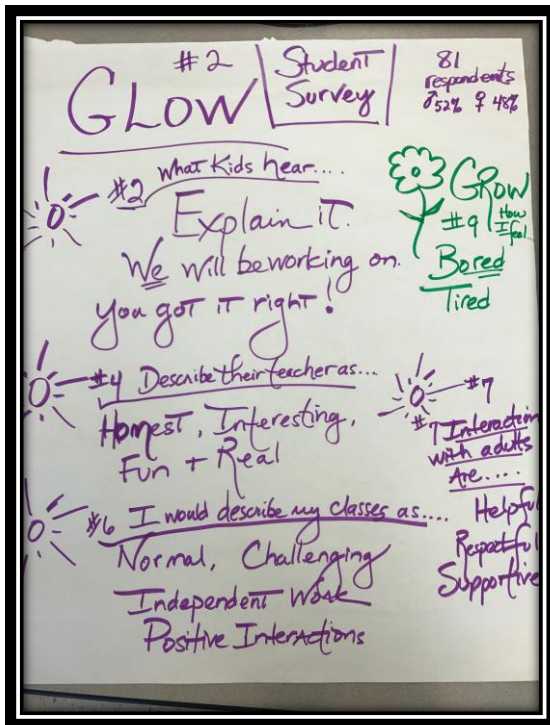 #2
GLOW
Student
Survey
81
respondents
♂52% ♀ 48%
#2 What Kids hear....
Explain it.
We will be working on.
You got it right!
GROW
#9 How
I feel..
Bored
Tired
#4 Describe their teacher as...
Honest, Interesting,
Fun + Real
#7
#7 Interaction
with adults
Are....
Helpful
Respectful
Supportive
#6 I would describe my classes as....
Normal, Challenging
Independent Work
Positive Interactions